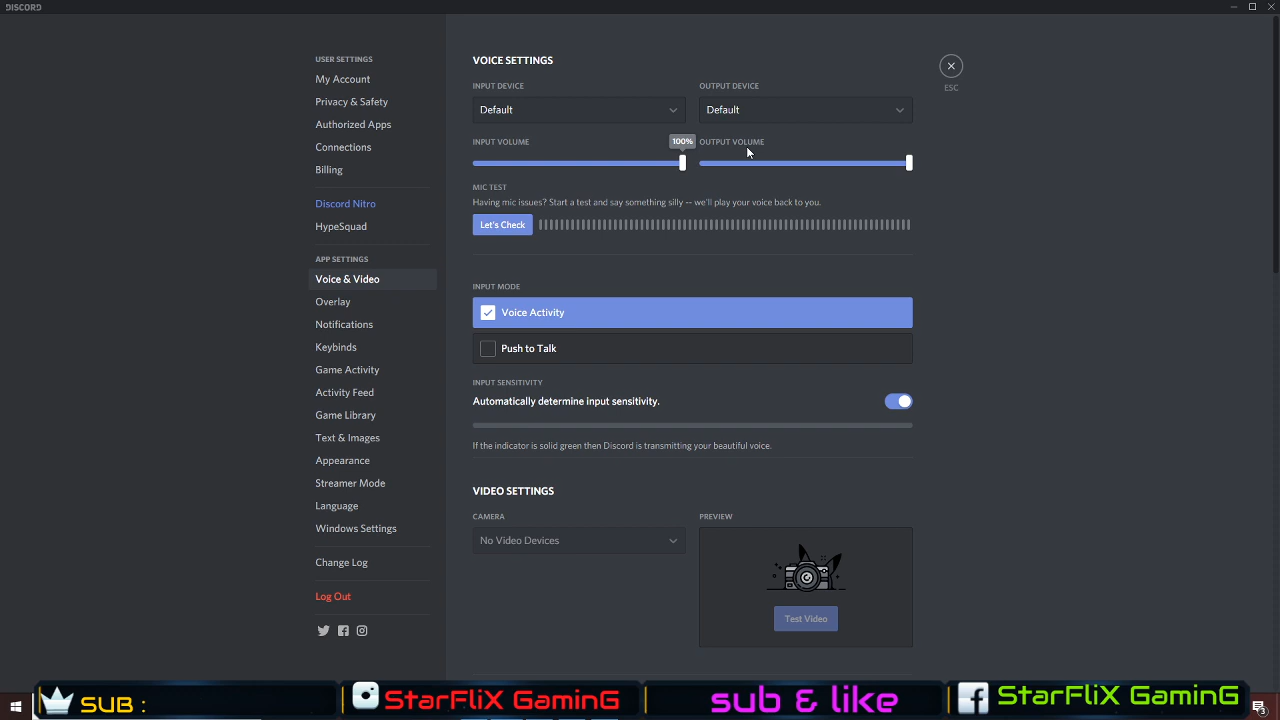 DISCORD
USER SETTINGS
My Account
Privacy & Safety
Authorized Apps
Connections
Billing
Discord Nitro
HypeSquad
APP SETTINGS
Voice & Video
Overlay
Notifications
Keybinds
Game Activity
Activity Feed
Game Library
Text & Images
Appearance
Streamer Mode
Language
Windows Settings
Change Log
Log Out
VOICE SETTINGS
INPUT DEVICE
Default
OUTPUT DEVICE
Default
INPUT VOLUME
100%
OUTPUT VOLUME
MIC TEST
Having mic issues? Start a test and say something silly -- we'll play your voice back to you.
Let's Check
INPUT MODE
Voice Activity
Push to Talk
INPUT SENSITIVITY
Automatically determine input sensitivity.
If the indicator is solid green then Discord is transmitting your beautiful voice.
VIDEO SETTINGS
CAMERA
No Video Devices
PREVIEW
Test Video
ESC
SUB :
StarFliX GaminG
sub & like
StarFliX GaminG